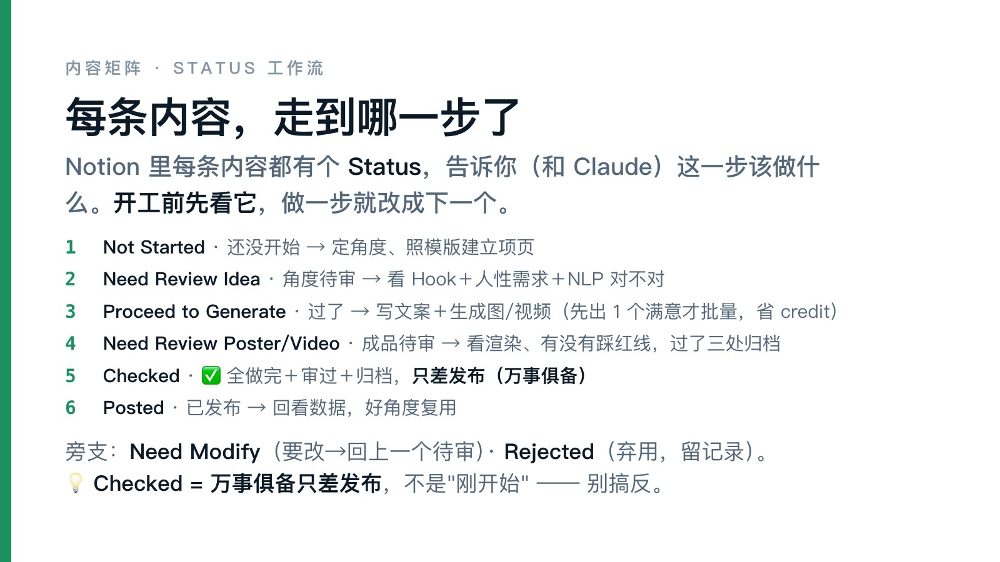 内容矩阵 · STATUS 工作流
每条内容，走到哪一步了
Notion 里每条内容都有个 Status，告诉你（和 Claude）这一步该做什
么。开工前先看它，做一步就改成下一个。
1 Not Started · 还没开始 → 定角度、照模版建立项页
2 Need Review Idea · 角度待审 → 看 Hook＋人性需求＋NLP 对不对
3 Proceed to Generate · 过了 → 写文案＋生成图/视频（先出 1 个满意才批量，省 credit）
4 Need Review Poster/Video · 成品待审 → 看渲染、有没有踩红线，过了三处归档
5 Checked · ✅ 全做完＋审过＋归档，只差发布（万事俱备）
6 Posted · 已发布 → 回看数据，好角度复用
旁支：Need Modify（要改→回上一个待审）· Rejected（弃用，留记录）。
💡 Checked = 万事俱备只差发布，不是"刚开始" —— 别搞反。